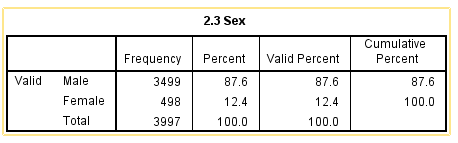 2.3 Sex
Frequency Percent Valid Percent Cumulative Percent
Valid Male 3499 87.6 87.6 87.6
Female 498 12.4 12.4 100.0
Total 3997 100.0 100.0